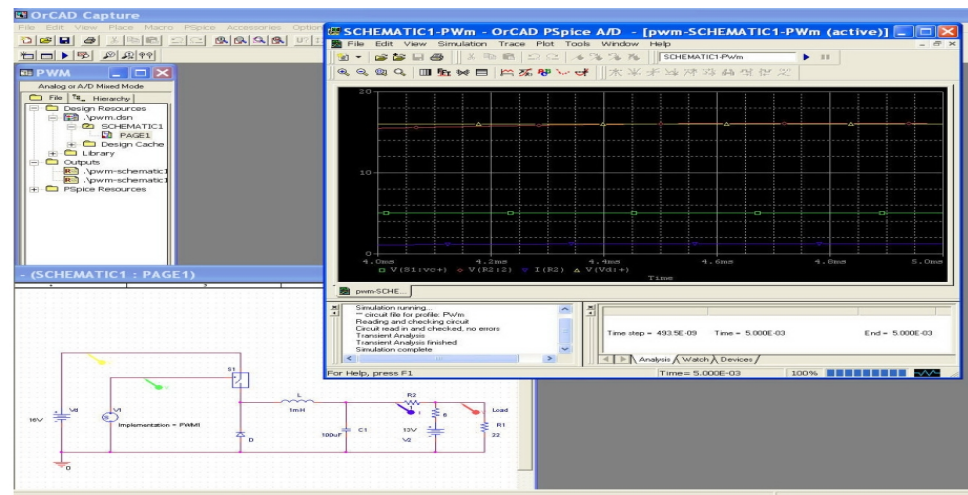 OrCAD Capture
File Edit View Place Macro PSpice Accessories Option
PWM
Analog or A/D Mixed Mode
File Hierarchy
Design Resources
.\pwm.dsn
SCHEMATIC1
PAGE1
Design Cache
Library
Outputs
.\pwm-schematic1
.\pwm-schematic1
PSpice Resources
SCHEMATIC1-PWm - OrCAD PSpice A/D - [pwm-SCHEMATIC1-PWm (active)]
File Edit View Simulation Trace Plot Tools Window Help
SCHEMATIC1-PWm
20
10
0
4.0ms 4.2ms 4.4ms 4.6ms 4.8ms 5.0ms
V(S1:vc+) V(R2:2) I(R2) V(Vd:+)
Time
pwm-SCHE...
Simulation running...
** circuit file for profile: PWm
Reading and checking circuit
Circuit read in and checked, no errors
Transient Analysis
Transient Analysis finished
Simulation complete
Time step = 493.5E-09 Time = 5.000E-03 End = 5.000E-03
Analysis Watch Devices
For Help, press F1 Time= 5.000E-03 100%
- (SCHEMATIC1 : PAGE1)
S1
L
1mH
R2
Load
16V
Vd
V1
Implementation = PWM1
D
100uF
C1
13V
V2
R1
22
0